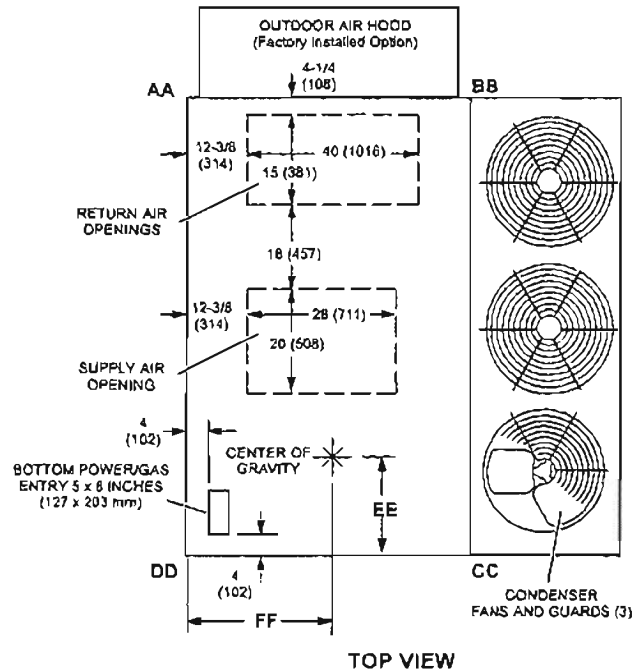 OUTDOOR AIR HOOD
(Factory Installed Option)
4-1/4
(108)
AA
BB
12-3/8
(314)
40 (1016)
15 (381)
RETURN AIR
OPENINGS
18 (457)
12-3/8
(314)
28 (711)
20 (508)
SUPPLY AIR
OPENING
4
(102)
CENTER OF
GRAVITY
BOTTOM POWER/GAS
ENTRY 5 x 8 INCHES
(127 x 203 mm)
EE
DD
CC
4
(102)
FF
CONDENSER
FANS AND GUARDS (3)
TOP VIEW